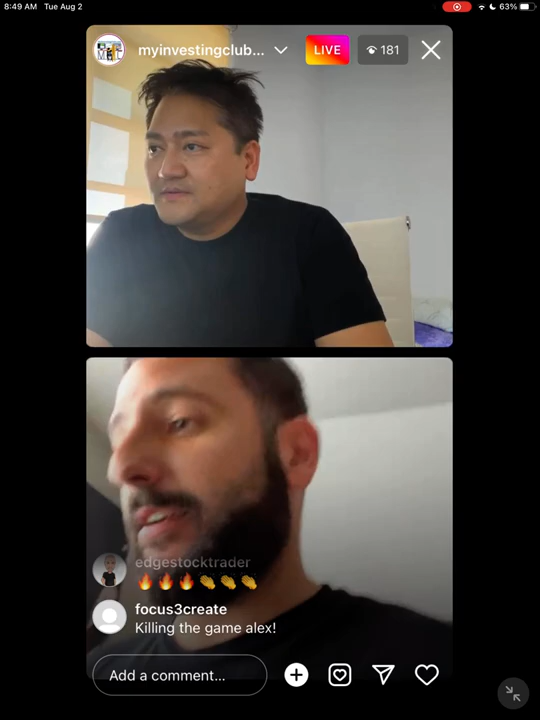 8:49 AM Tue Aug 2
63%
myinvestingclub...
LIVE
181
edgestocktrader
🔥🔥🔥👏👏👏
focus3create
Killing the game alex!
Add a comment...